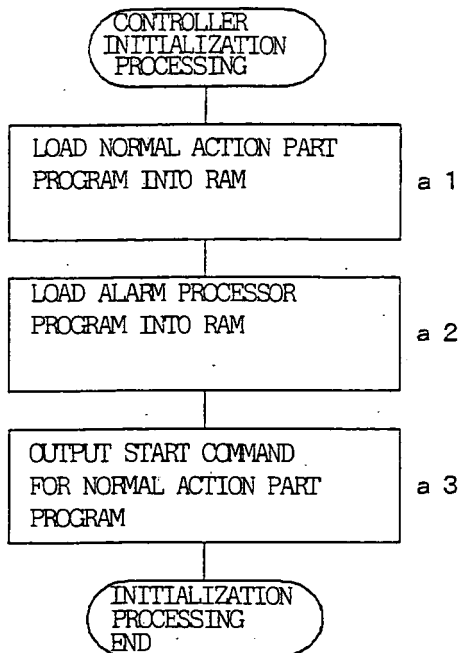 CONTROLLER
INITIALIZATION
PROCESSING
LOAD NORMAL ACTION PART
PROGRAM INTO RAM
a 1
LOAD ALARM PROCESSOR
PROGRAM INTO RAM
a 2
OUTPUT START COMMAND
FOR NORMAL ACTION PART
PROGRAM
a 3
INITIALIZATION
PROCESSING
END